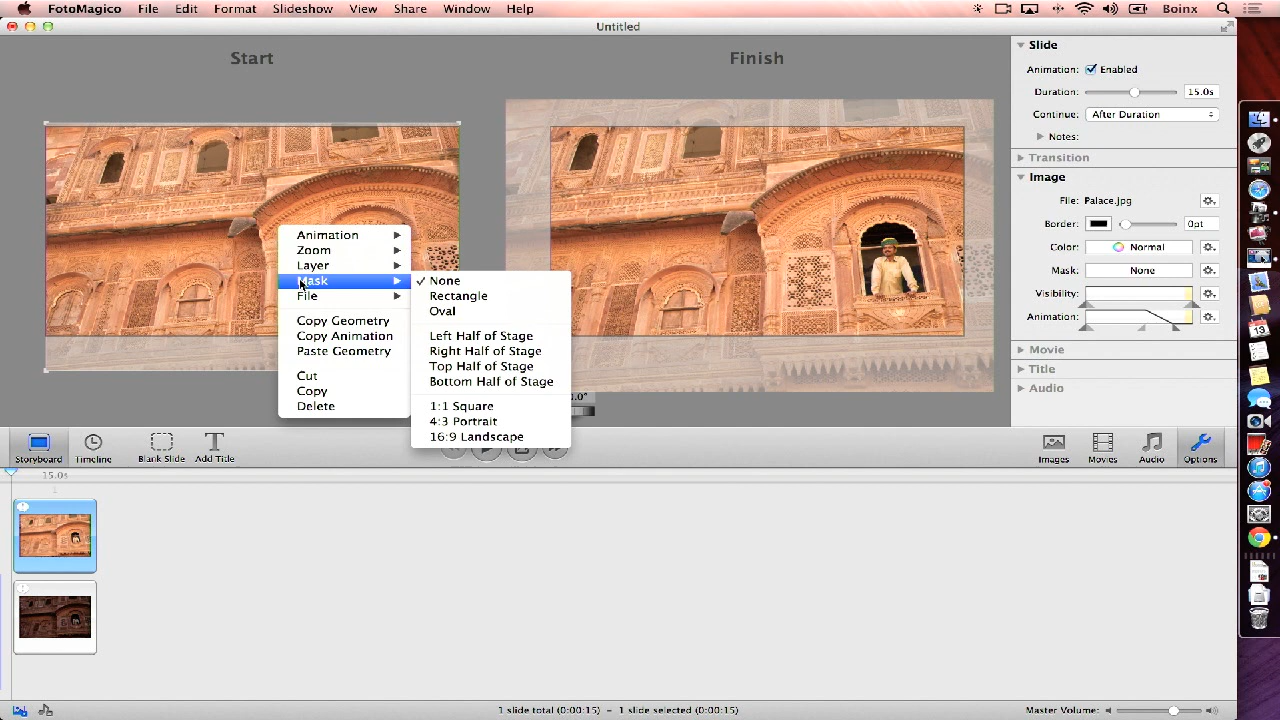 FotoMagico File Edit Format Slideshow View Share Window Help Boinx
Untitled
Start
Finish
Slide
Animation: Enabled
Duration: 15.0s
Continue: After Duration
Notes:
Transition
Image
File: Palace.jpg
Border: 0pt
Color: Normal
Mask: None
Visibility:
Animation:
Movie
Title
Audio
Animation
Zoom
Layer
Mask
File
Copy Geometry
Copy Animation
Paste Geometry
Cut
Copy
Delete
✓ None
Rectangle
Oval
Left Half of Stage
Right Half of Stage
Top Half of Stage
Bottom Half of Stage
1:1 Square
4:3 Portrait
16:9 Landscape
.0°
Storyboard Timeline Blank Slide Add Title Images Movies Audio Options
15.0s
1
1 slide total (0:00:15) – 1 slide selected (0:00:15)
Master Volume: